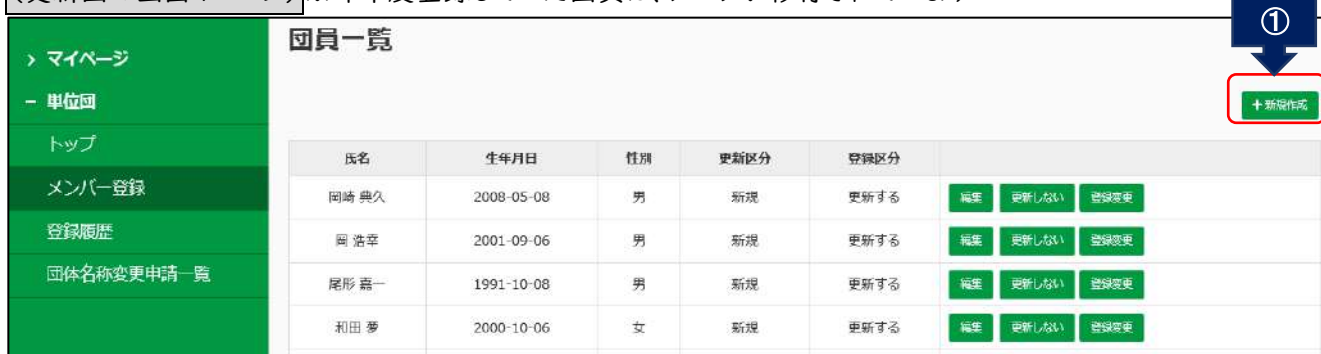 ①
団員一覧
> マイページ
− 単位団
+新規作成
トップ
氏名 生年月日 性別 更新区分 登録区分
メンバー登録
岡崎 典久 2008-05-08 男 新規 更新する 編集 更新しない 登録変更
登録履歴
岡 浩幸 2001-09-06 男 新規 更新する 編集 更新しない 登録変更
団体名称変更申請一覧
尾形 嘉一 1991-10-08 男 新規 更新する 編集 更新しない 登録変更
和田 夢 2000-10-06 女 新規 更新する 編集 更新しない 登録変更